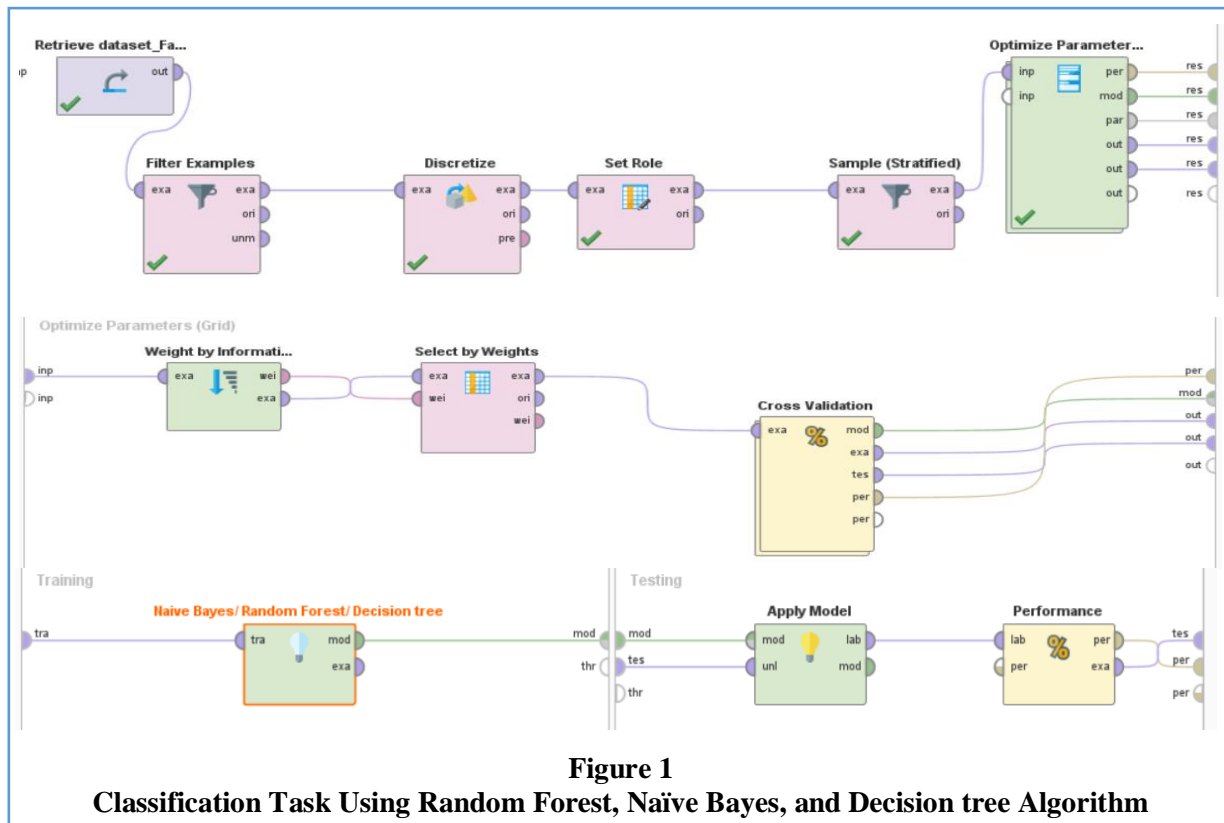 Retrieve dataset_Fa...
Optimize Parameter...
out
inp per res
inp mod res
par res
out res
out res
out res
Filter Examples
Discretize
Set Role
Sample (Stratified)
exa exa
ori
unm
exa exa
ori
pre
exa exa
ori
exa exa
ori
Optimize Parameters (Grid)
Weight by Informati...
Select by Weights
inp
inp
exa wei
exa
exa exa
wei ori
wei
Cross Validation
exa mod
exa
tes
per
per
per
mod
out
out
out
Training
Naive Bayes/ Random Forest/ Decision tree
tra
tra mod
exa
mod
thr
Testing
Apply Model
Performance
mod
tes
thr
mod lab
unl mod
lab per
per exa
tes
per
per
Figure 1
Classification Task Using Random Forest, Naïve Bayes, and Decision tree Algorithm